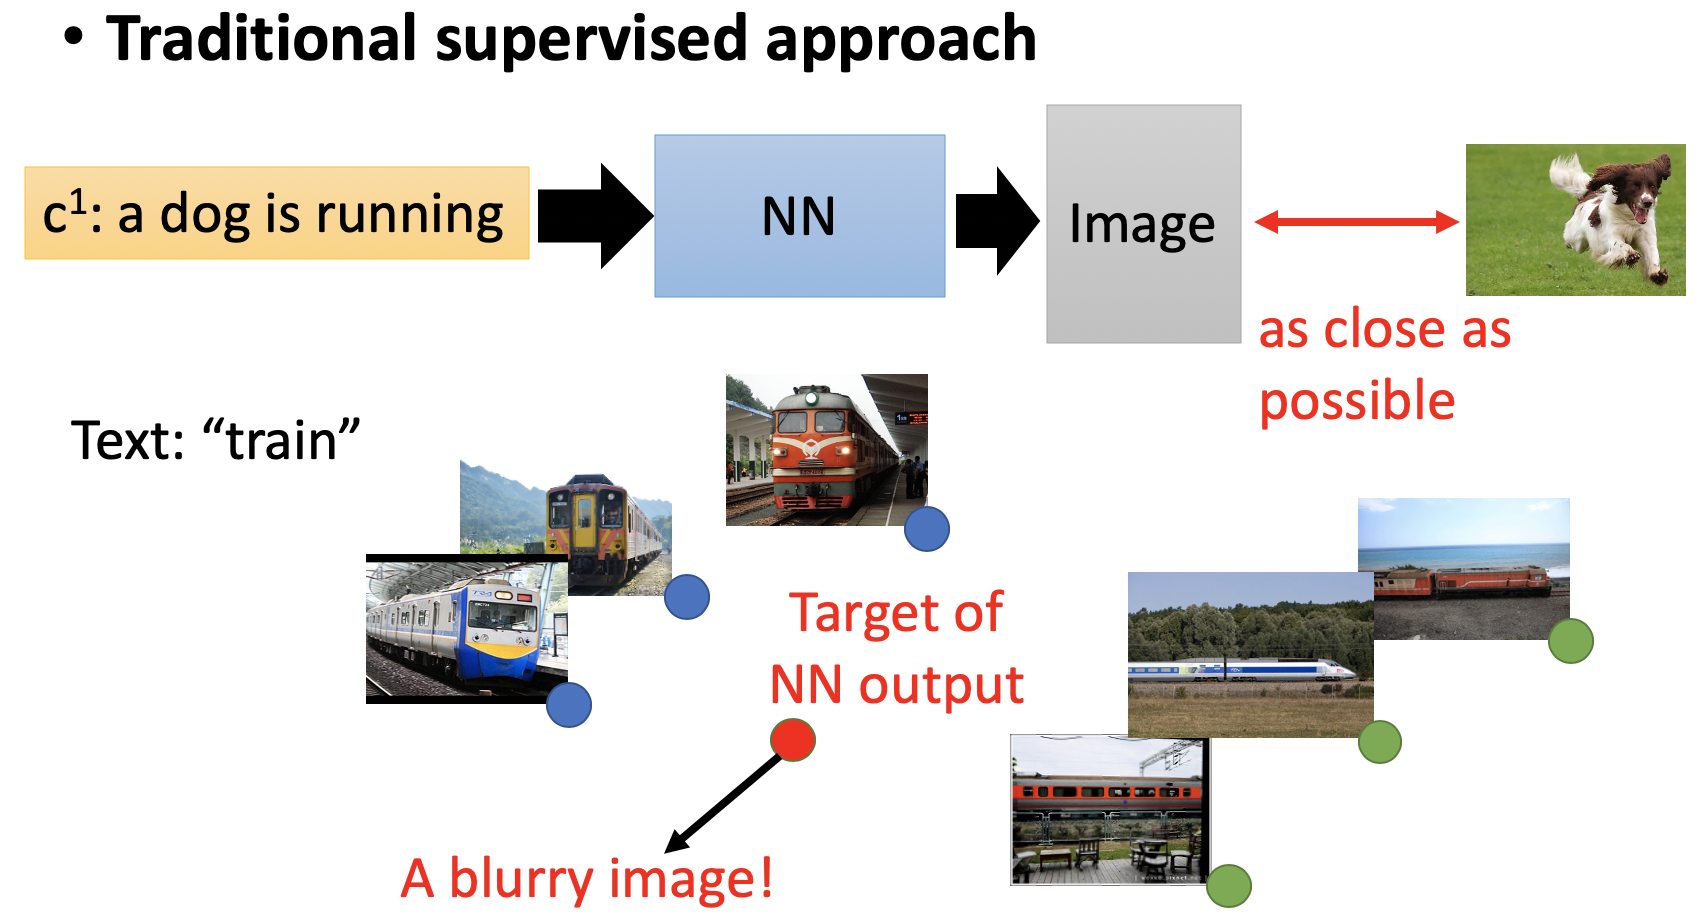 • Traditional supervised approach
c¹: a dog is running
NN
Image
as close as
possible
Text: “train”
Target of
NN output
A blurry image!